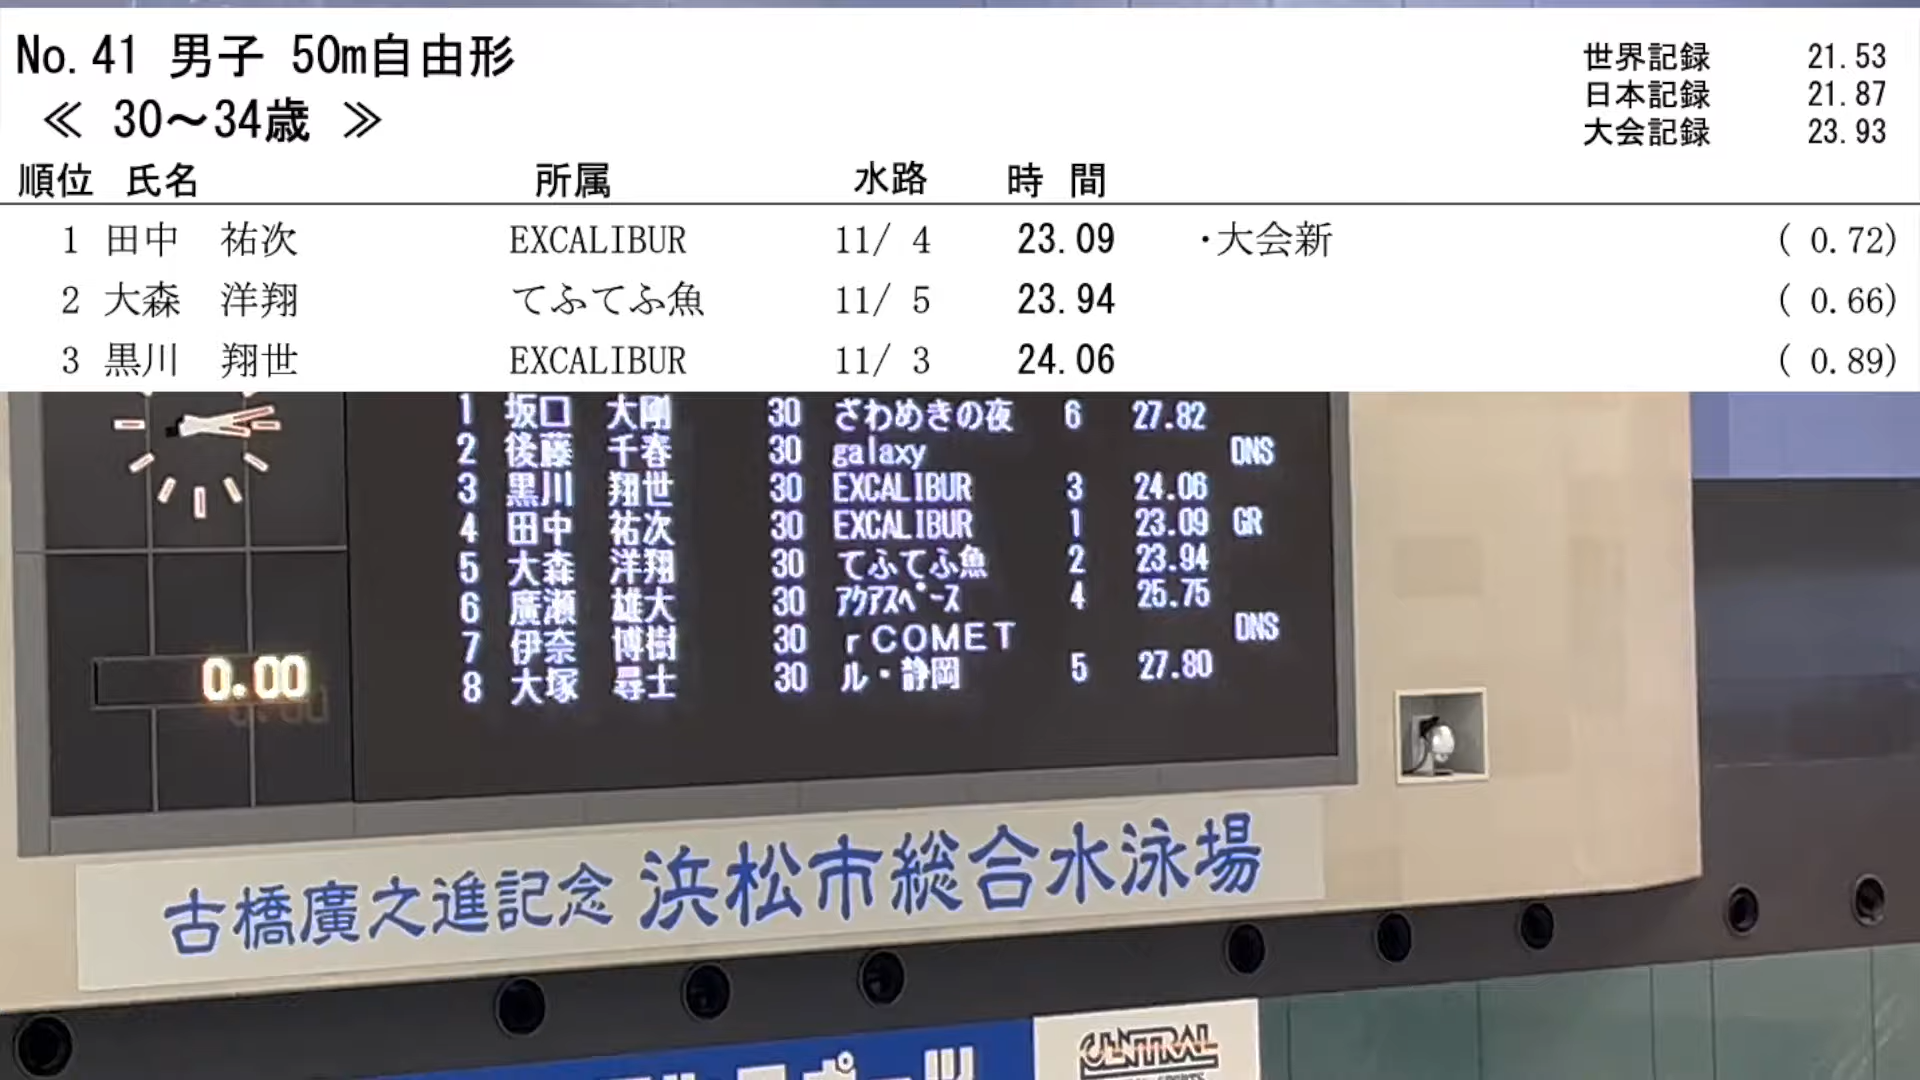 No.41 男子 50m自由形
≪ 30～34歳 ≫
世界記録 21.53
日本記録 21.87
大会記録 23.93
順位 氏名 所属 水路 時 間
1 田中 祐次 EXCALIBUR 11/ 4 23.09 ・大会新 ( 0.72)
2 大森 洋翔 てふてふ魚 11/ 5 23.94 ( 0.66)
3 黒川 翔世 EXCALIBUR 11/ 3 24.06 ( 0.89)
1 坂口 大剛 30 ざわめきの夜 6 27.82
2 後藤 千春 30 galaxy DNS
3 黒川 翔世 30 EXCALIBUR 3 24.06
4 田中 祐次 30 EXCALIBUR 1 23.09 GR
5 大森 洋翔 30 てふてふ魚 2 23.94
6 廣瀬 雄大 30 ｱｸｱｽﾍﾟｰｽ 4 25.75
7 伊奈 博樹 30 ｒＣＯＭＥＴ DNS
8 大塚 尋士 30 ル・静岡 5 27.80
0.00
古橋廣之進記念 浜松市総合水泳場
CENTRAL